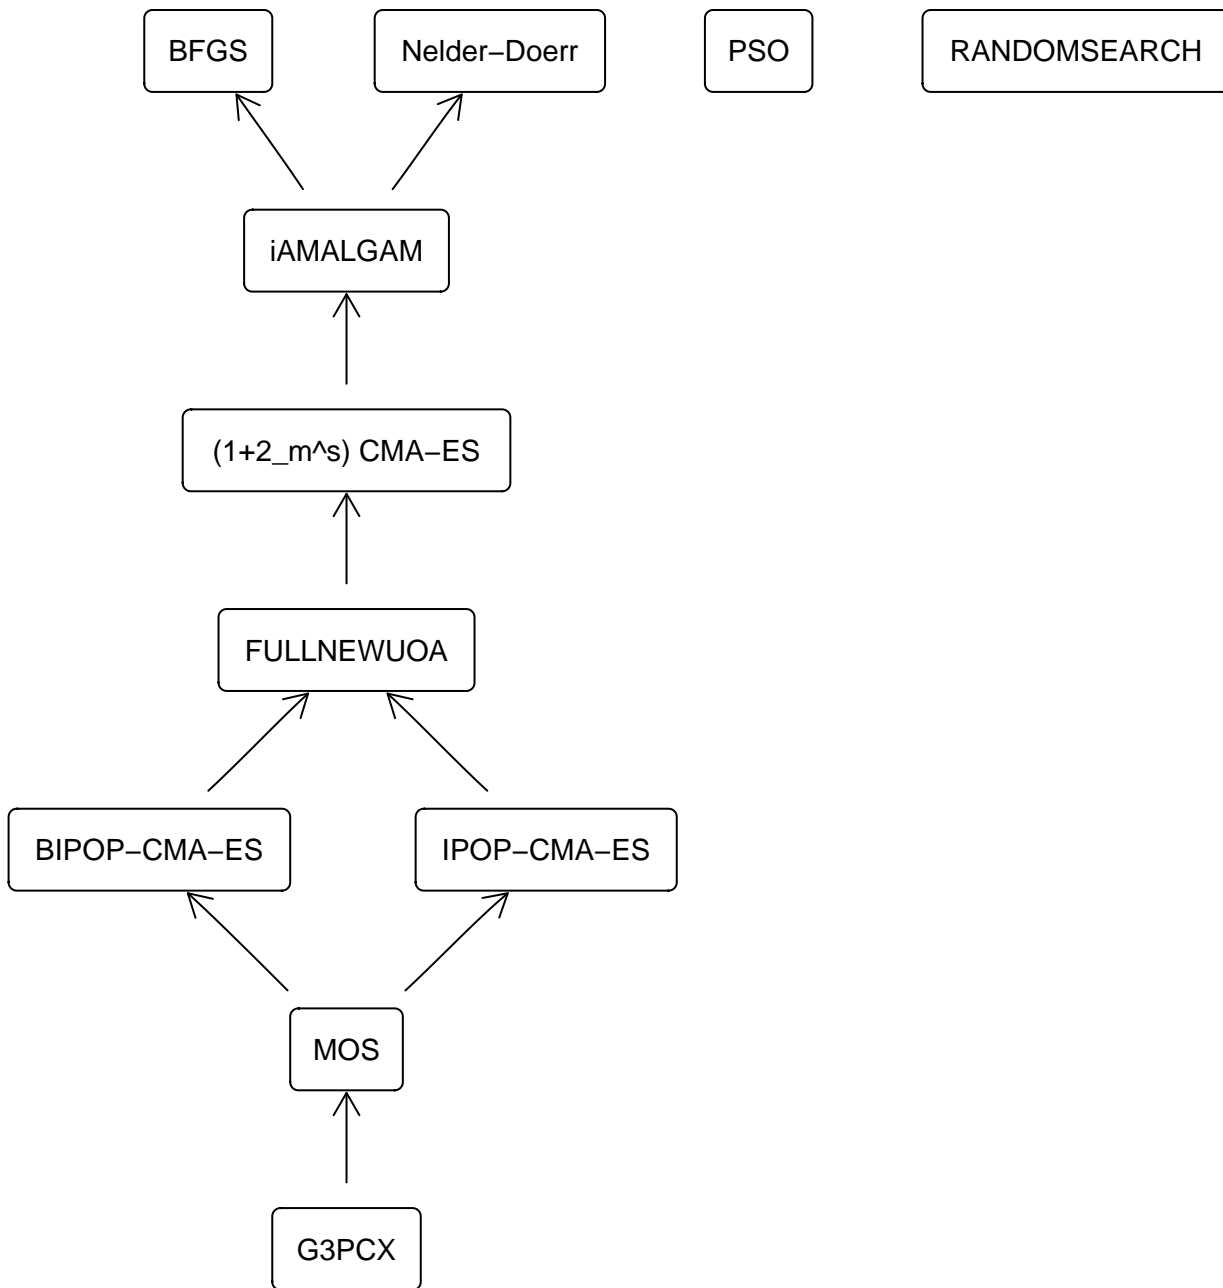 BFGS
Nelder−Doerr
PSO
RANDOMSEARCH
iAMALGAM
(1+2_m^s) CMA−ES
FULLNEWUOA
BIPOP−CMA−ES
IPOP−CMA−ES
MOS
G3PCX